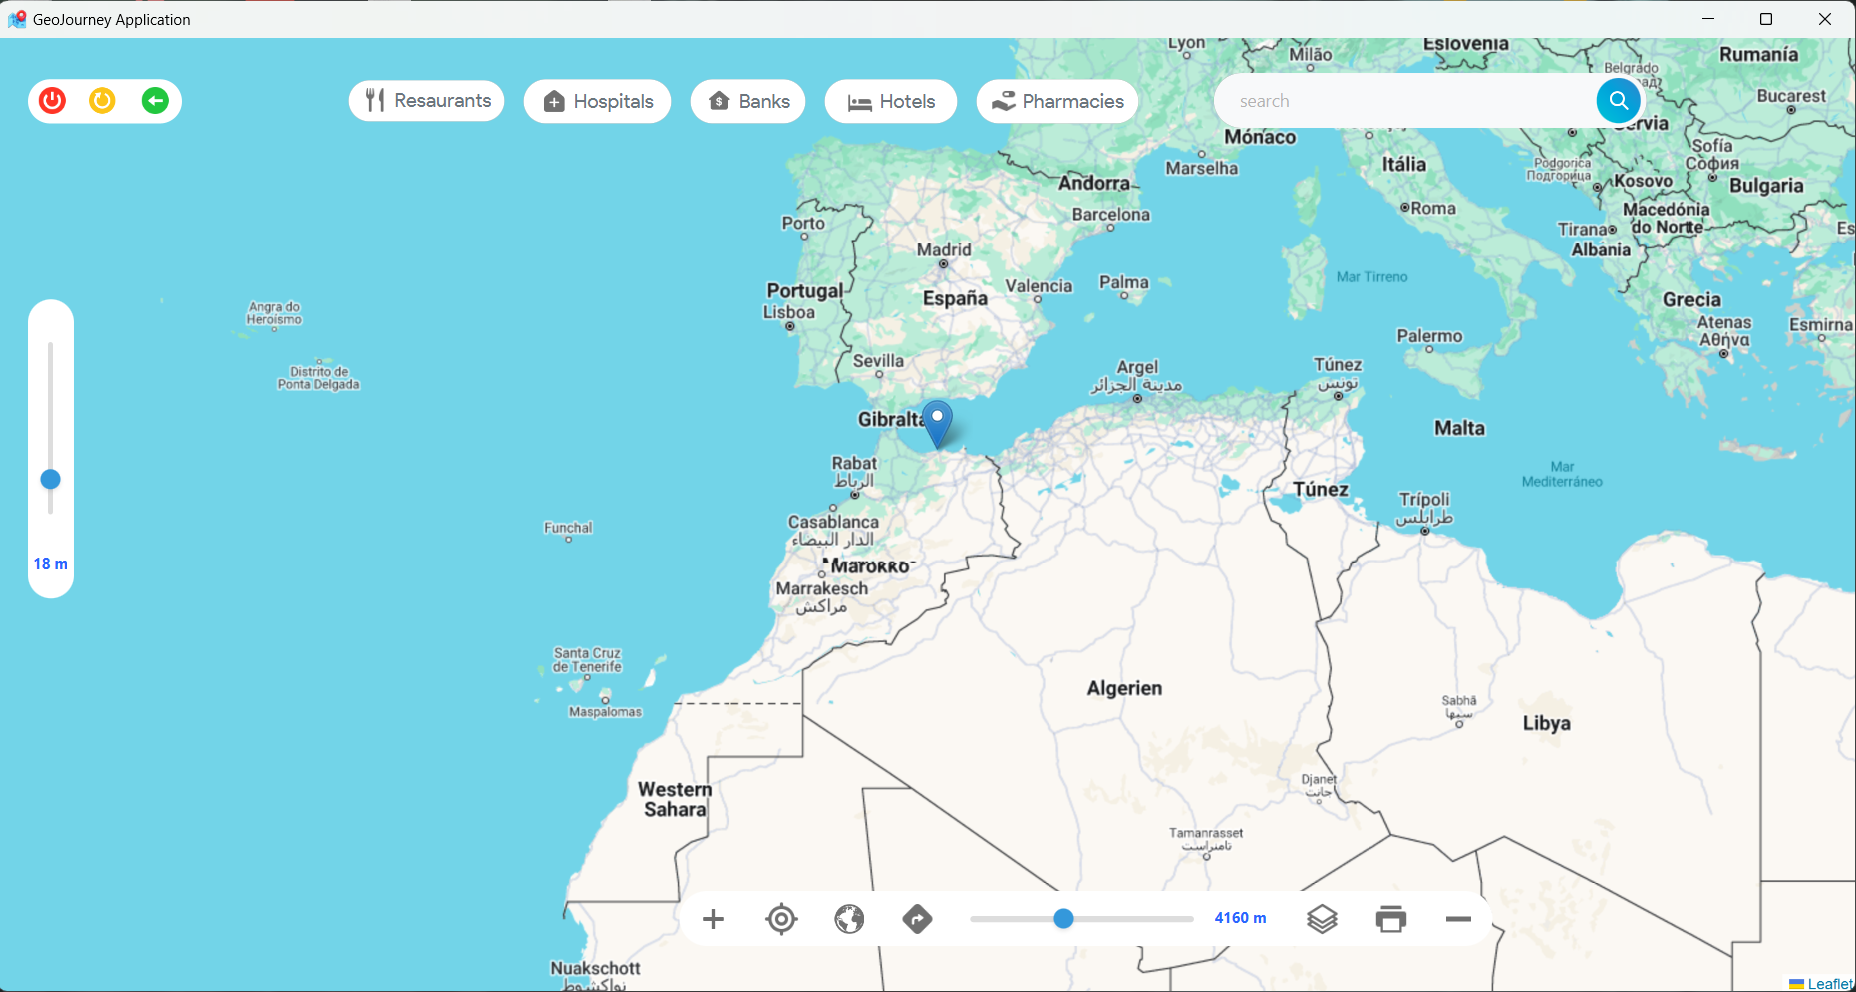 GeoJourney Application
Resaurants
Hospitals
Banks
Hotels
Pharmacies
search
Lyon
Milão
Eslovenia
Belgrado
Rumanía
Bucarest
Mónaco
Marselha
Itália
Podgorica
Подгорица
Kosovo
Sofía
София
Bulgaria
Andorra
Barcelona
Roma
Macedónia
do Norte
Tirana
Albania
Porto
Madrid
Valencia
Palma
Mar Tirreno
Portugal
España
Lisboa
Grecia
Atenas
Αθήνα
Esmirna
Angra do
Heroismo
Distrito de
Ponta Delgada
Sevilla
Argel
مدينة الجزائر
Túnez
تونس
Palermo
Malta
Rabat
الرباط
Mar
Mediterráneo
Túnez
Trípoli
طرابلس
Funchal
Casablanca
الدار البيضاء
Marokko
Marrakesch
مراكش
18 m
Santa Cruz
de Tenerife
Maspalomas
Algerien
Sabhā
سبها
Libya
Western
Sahara
Djanet
جانت
Tamanrasset
تامنراست
4160 m
Nuakschott
نواكشوط
Leaflet